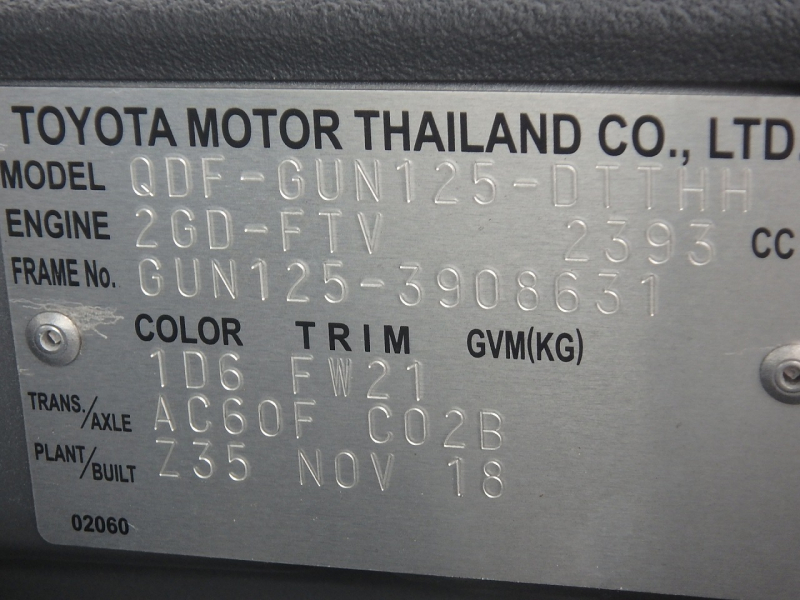 TOYOTA MOTOR THAILAND CO., LTD.
MODEL QDF-GUN125-DTTHH
ENGINE 2GD-FTV 2393 CC
FRAME No. GUN125-3908631
COLOR TRIM GVM(KG)
1D6 FW21
TRANS./AXLE AC60F C02B
PLANT/BUILT Z35 NOV 18
02060